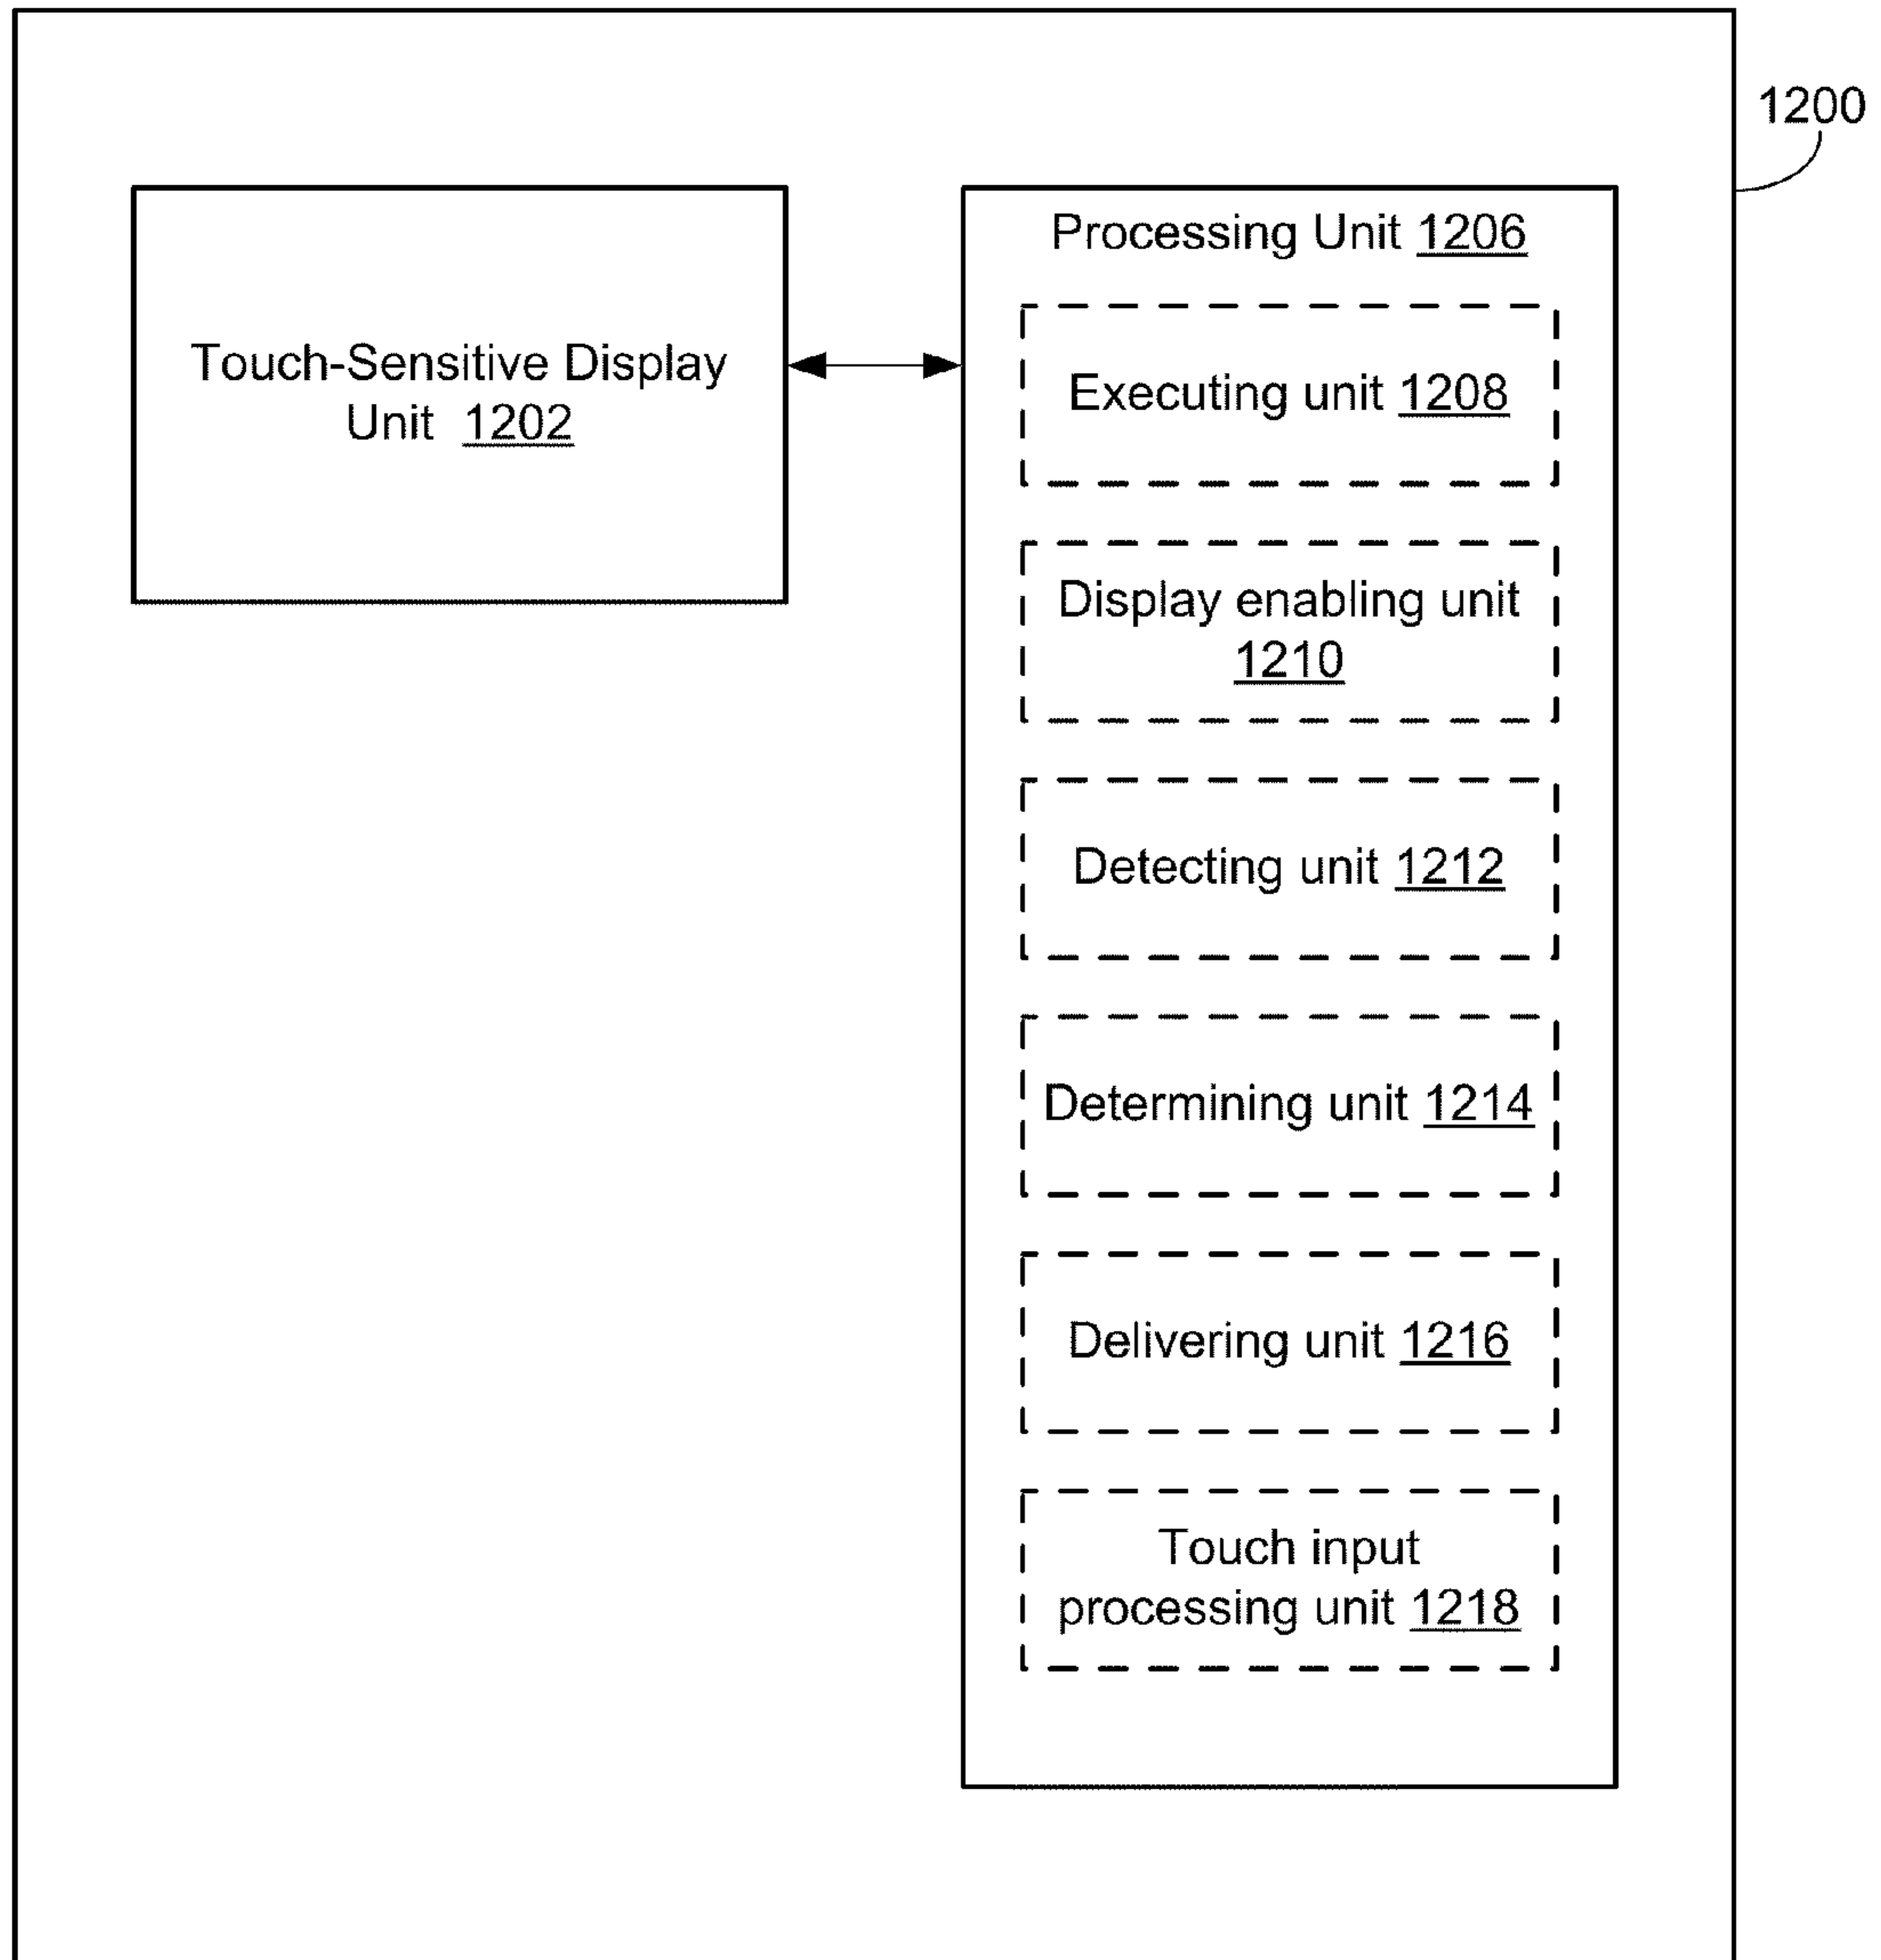 1200
Touch-Sensitive Display
Unit 1202
Processing Unit 1206
Executing unit 1208
Display enabling unit
1210
Detecting unit 1212
Determining unit 1214
Delivering unit 1216
Touch input
processing unit 1218